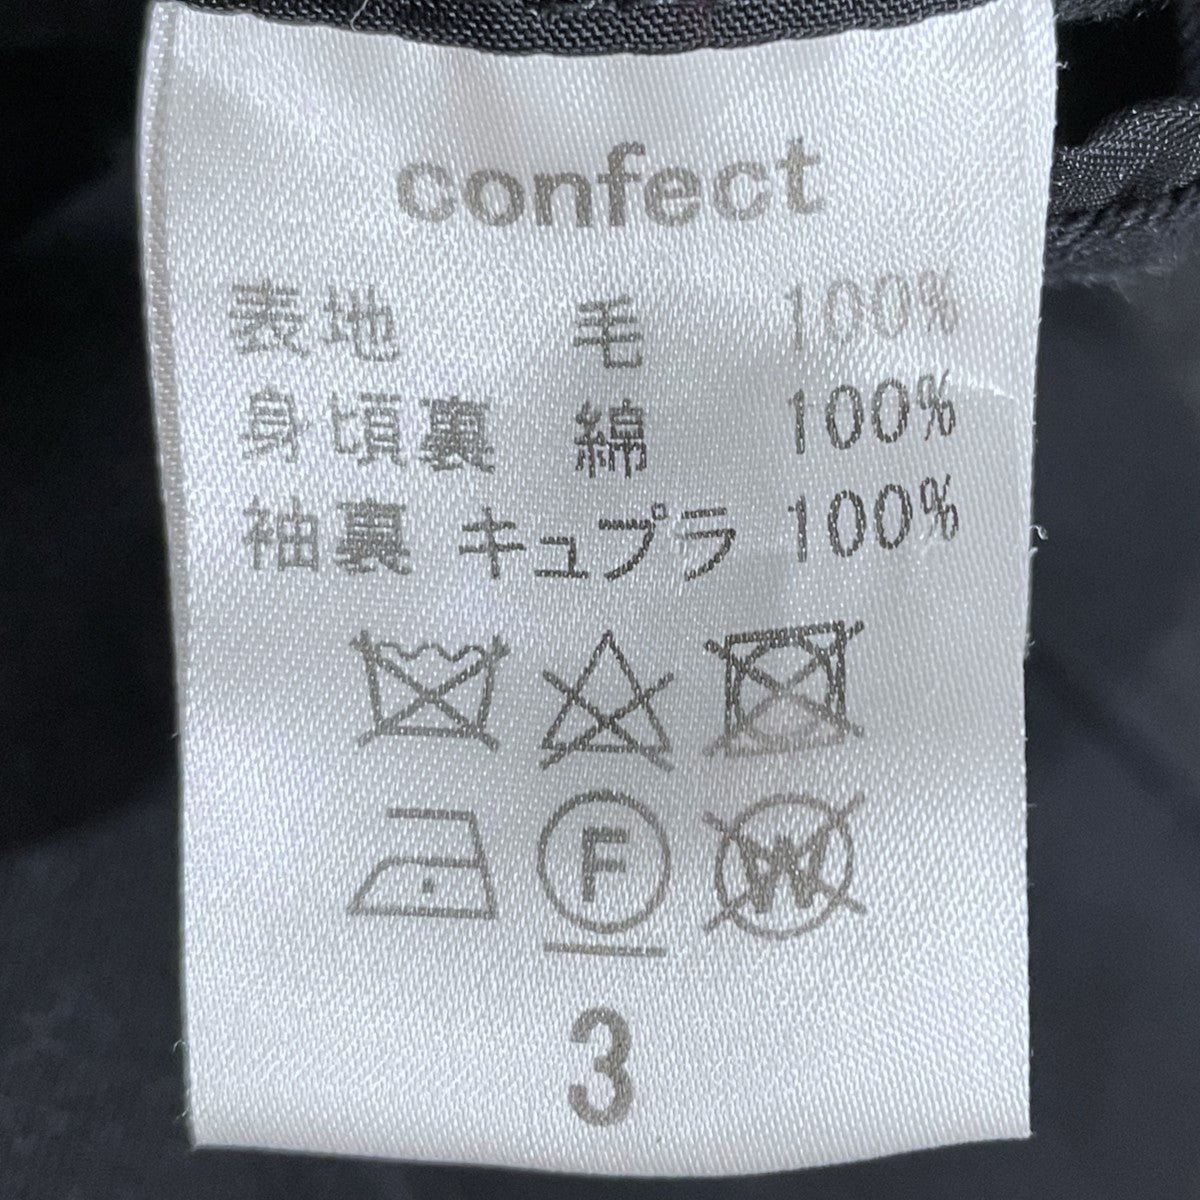 confect
表地 毛 100%
身頃裏 綿 100%
袖裏 キュプラ 100%
F W
3